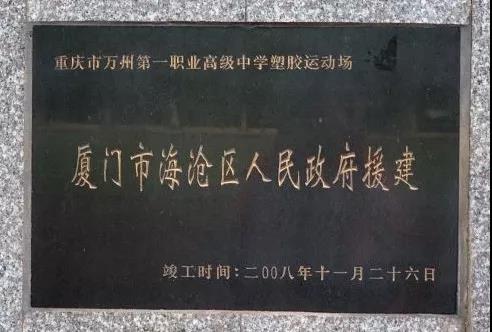 重庆市万州第一职业高级中学塑胶运动场
厦门市海沧区人民政府援建
竣工时间:二00八年十一月二十六日